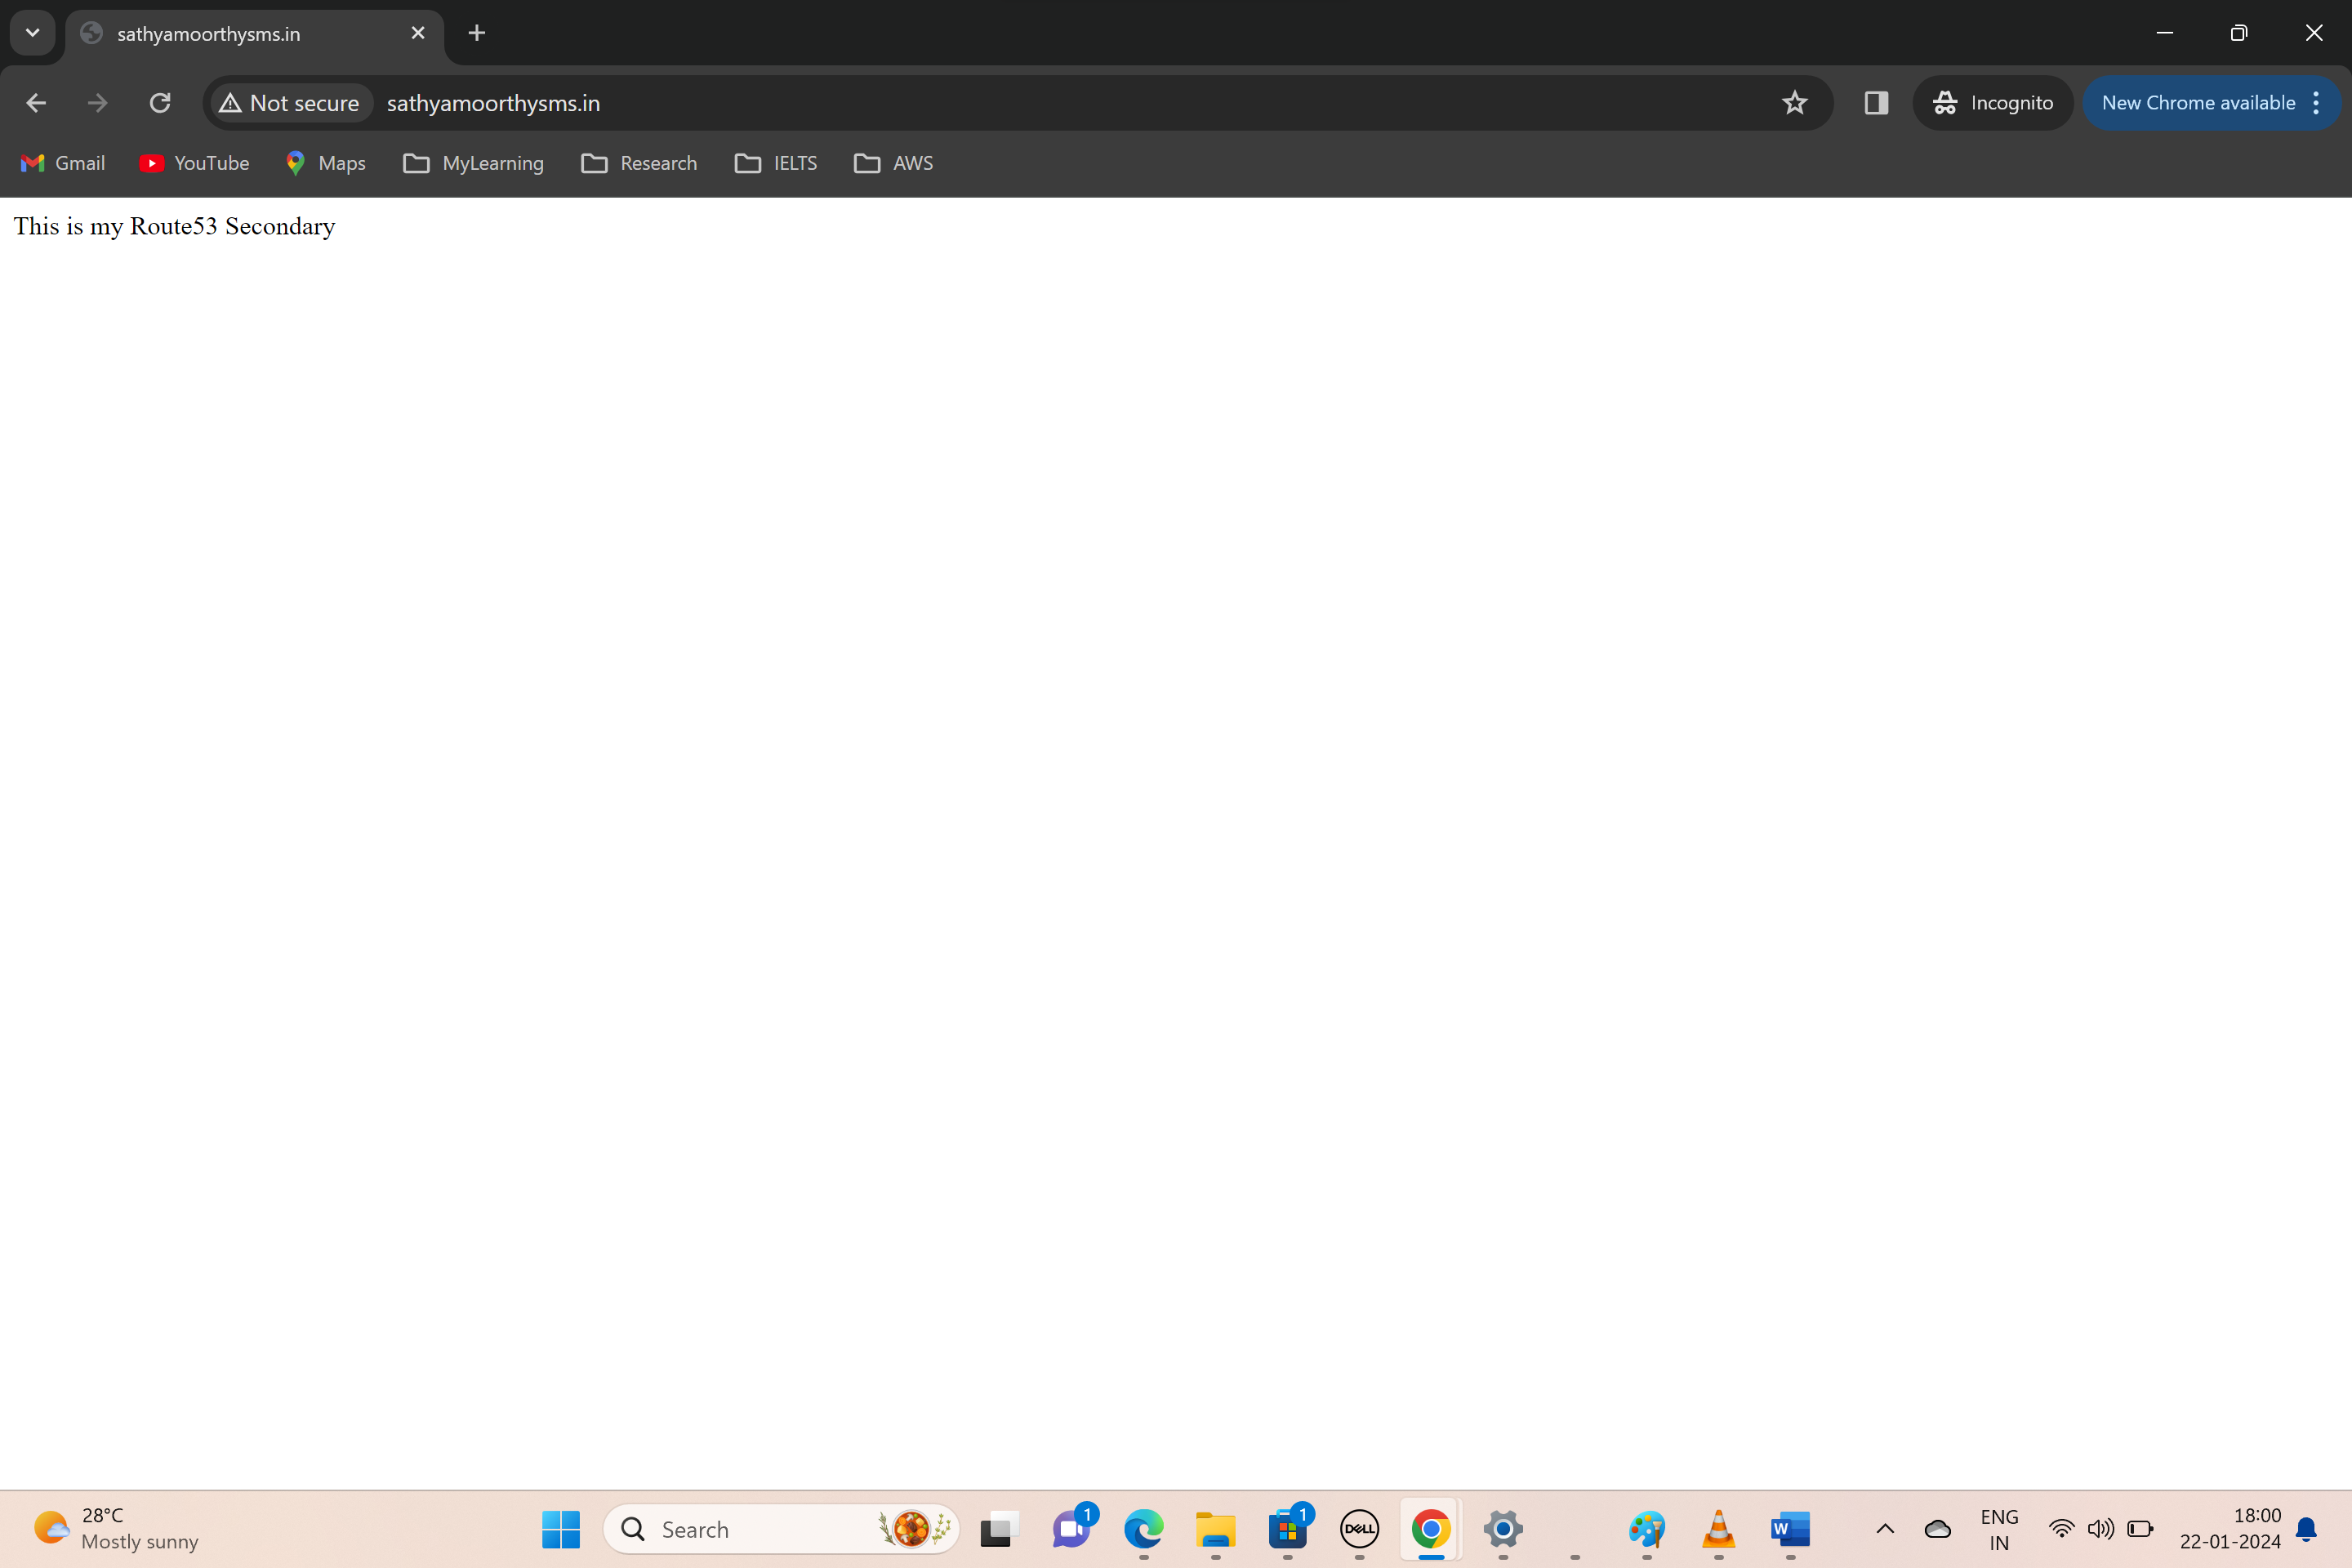 sathyamoorthysms.in
Not secure sathyamoorthysms.in Incognito New Chrome available
Gmail YouTube Maps MyLearning Research IELTS AWS
This is my Route53 Secondary
28°C
Mostly sunny
Search
1
1
DELL
W
ENG
IN
18:00
22-01-2024